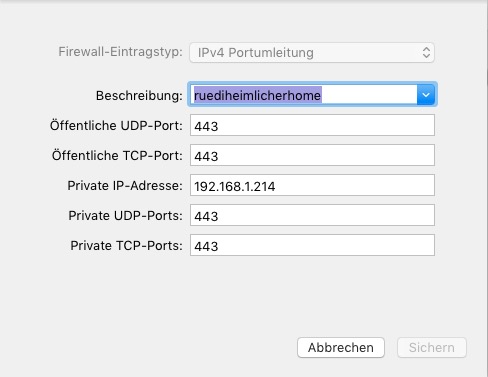 Firewall-Eintragstyp: IPv4 Portumleitung
Beschreibung: ruediheimlicherhome
Öffentliche UDP-Port: 443
Öffentliche TCP-Port: 443
Private IP-Adresse: 192.168.1.214
Private UDP-Ports: 443
Private TCP-Ports: 443
Abbrechen Sichern